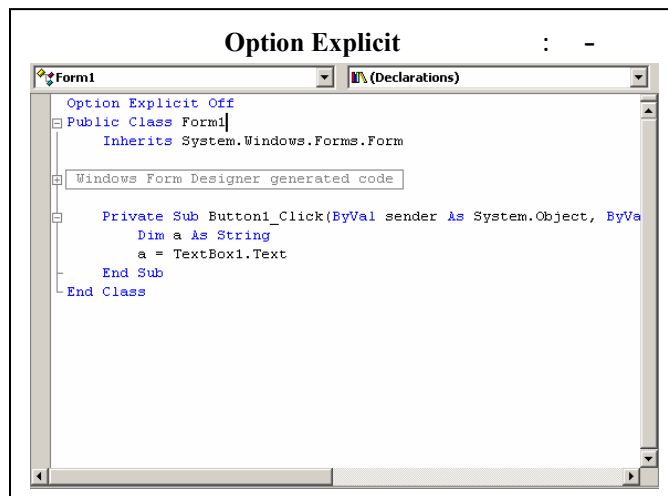 Option Explicit : -
Form1 (Declarations)
Option Explicit Off
Public Class Form1
Inherits System.Windows.Forms.Form
Windows Form Designer generated code
Private Sub Button1_Click(ByVal sender As System.Object, ByVa
Dim a As String
a = TextBox1.Text
End Sub
End Class